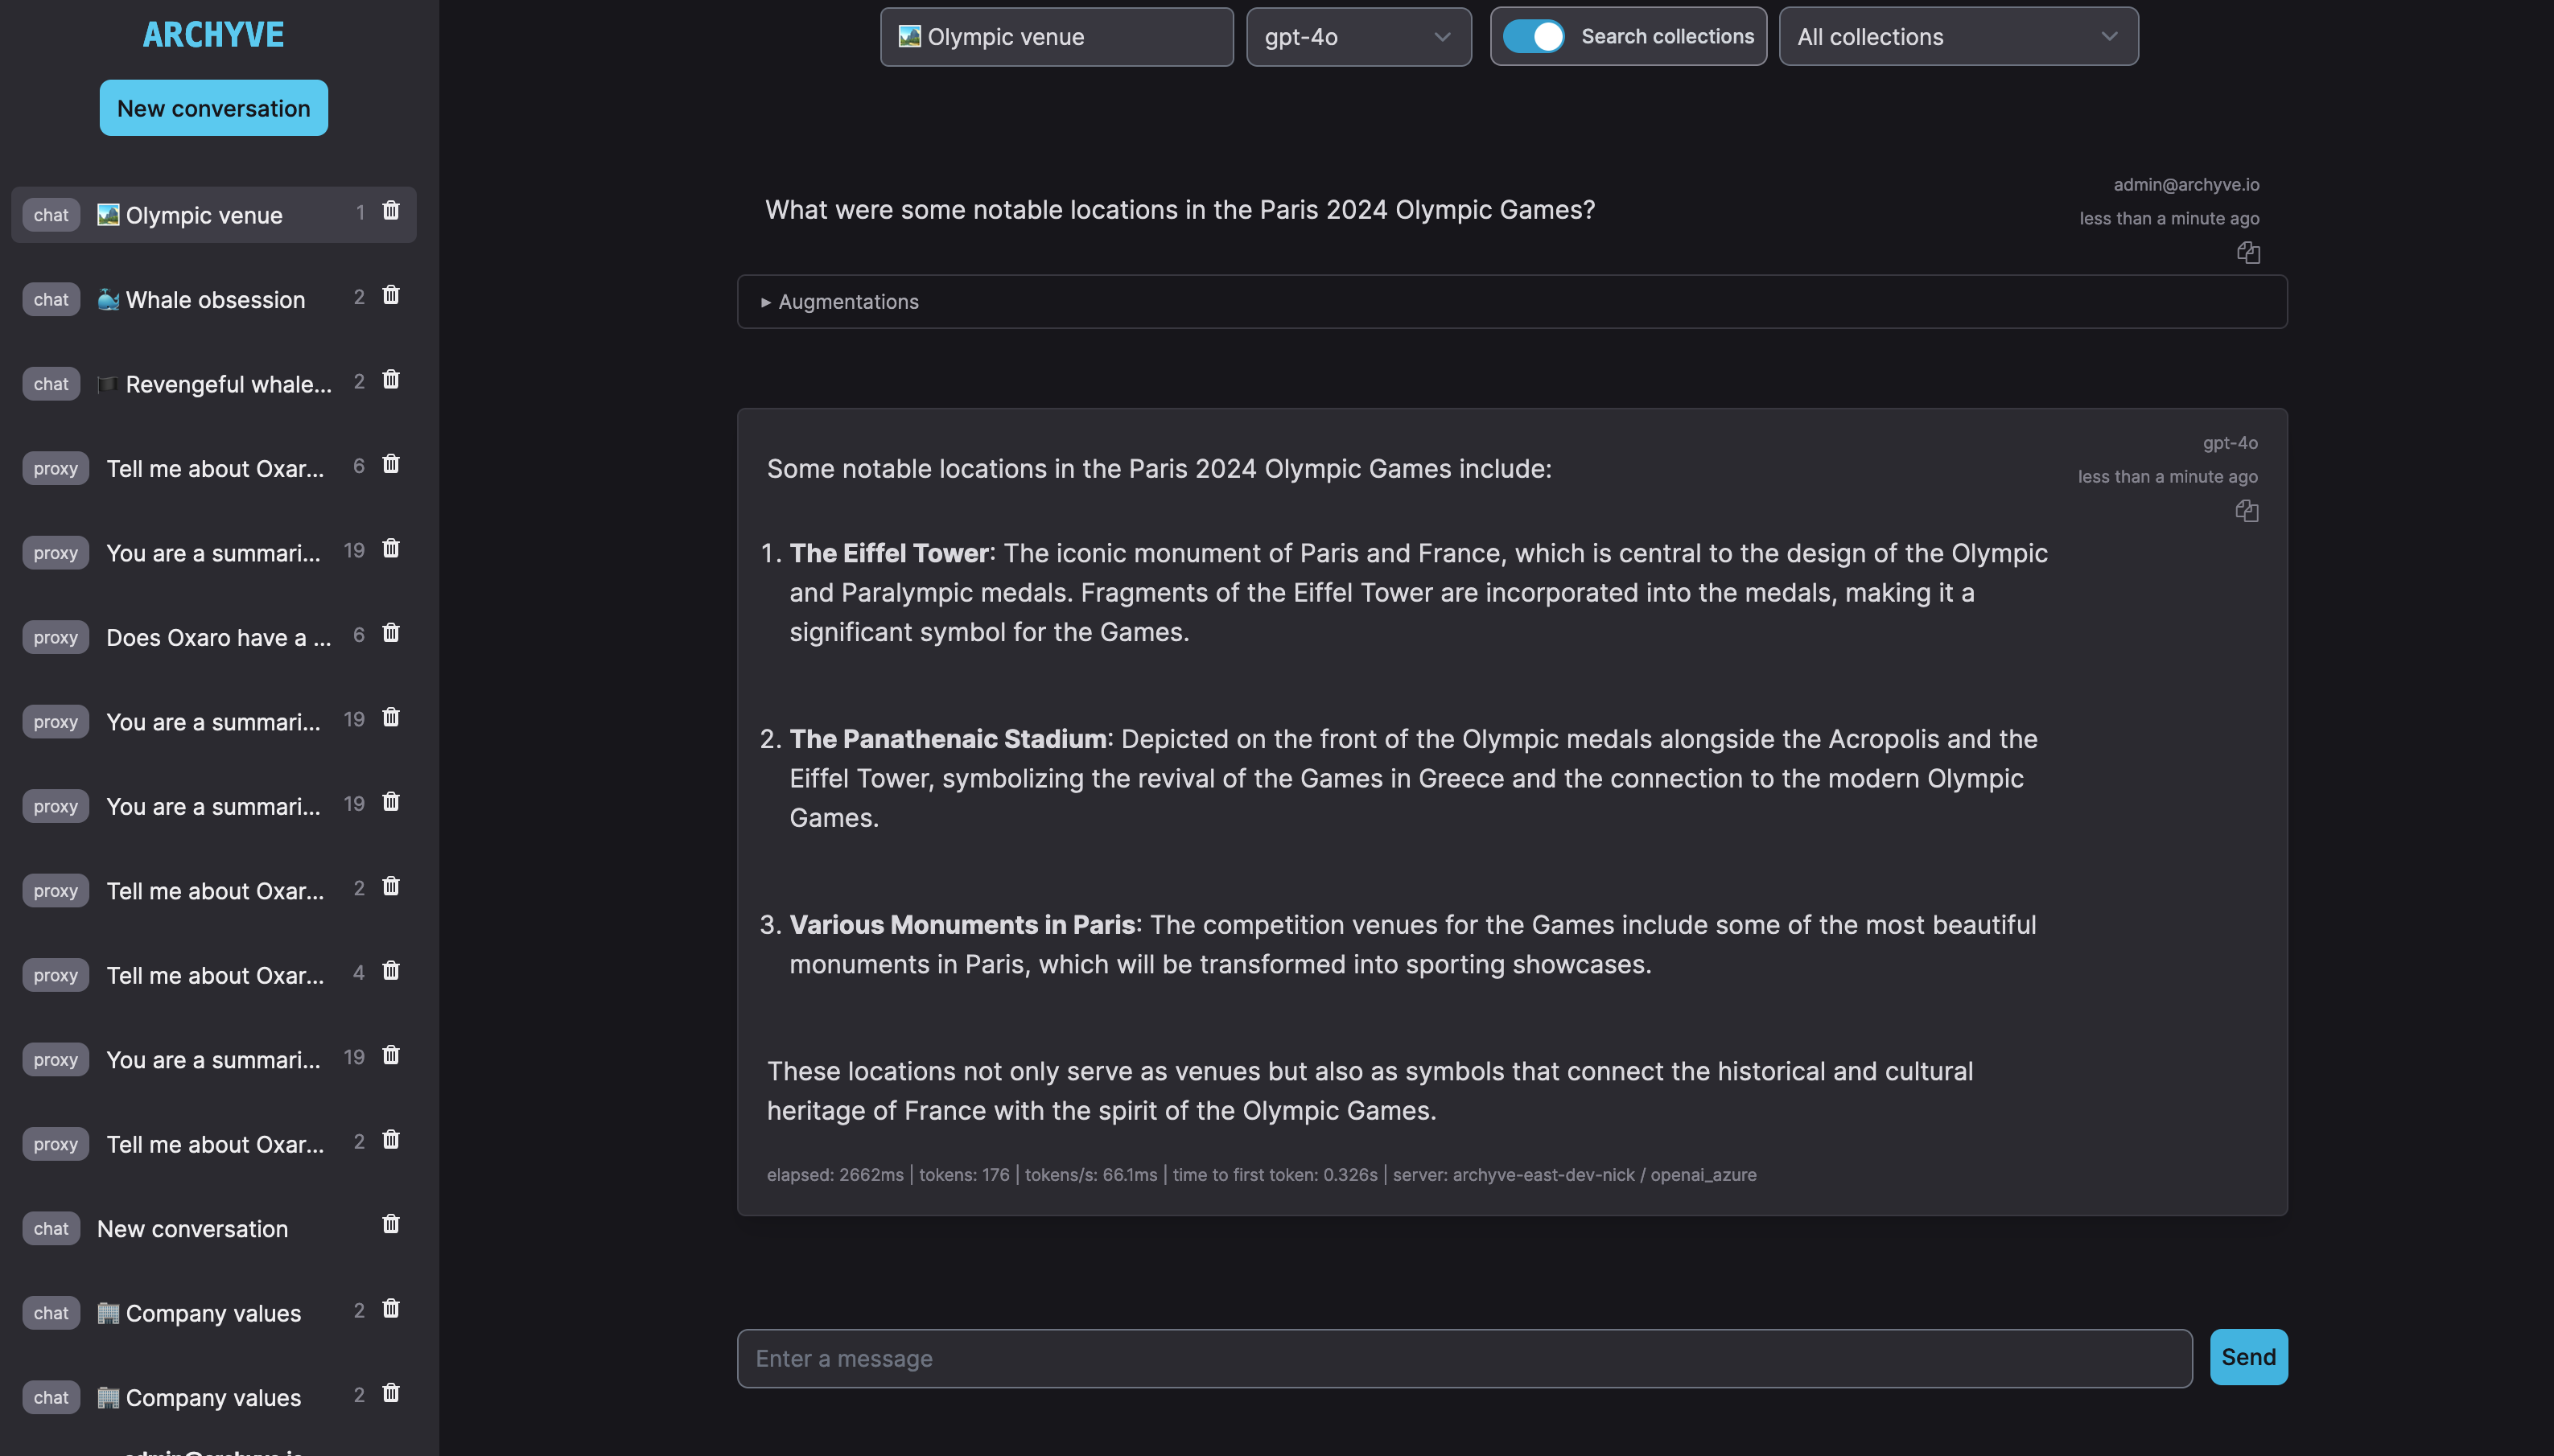 ARCHYVE
New conversation
chat Olympic venue 1
chat Whale obsession 2
chat Revengeful whale... 2
proxy Tell me about Oxar... 6
proxy You are a summari... 19
proxy Does Oxaro have a ... 6
proxy You are a summari... 19
proxy You are a summari... 19
proxy Tell me about Oxar... 2
proxy Tell me about Oxar... 4
proxy You are a summari... 19
proxy Tell me about Oxar... 2
chat New conversation
chat Company values 2
chat Company values 2
Olympic venue gpt-4o Search collections All collections
admin@archyve.io
What were some notable locations in the Paris 2024 Olympic Games?
less than a minute ago
Augmentations
gpt-4o
Some notable locations in the Paris 2024 Olympic Games include:
less than a minute ago
1. The Eiffel Tower: The iconic monument of Paris and France, which is central to the design of the Olympic
and Paralympic medals. Fragments of the Eiffel Tower are incorporated into the medals, making it a
significant symbol for the Games.
2. The Panathenaic Stadium: Depicted on the front of the Olympic medals alongside the Acropolis and the
Eiffel Tower, symbolizing the revival of the Games in Greece and the connection to the modern Olympic
Games.
3. Various Monuments in Paris: The competition venues for the Games include some of the most beautiful
monuments in Paris, which will be transformed into sporting showcases.
These locations not only serve as venues but also as symbols that connect the historical and cultural
heritage of France with the spirit of the Olympic Games.
elapsed: 2662ms | tokens: 176 | tokens/s: 66.1ms | time to first token: 0.326s | server: archyve-east-dev-nick / openai_azure
Enter a message
Send